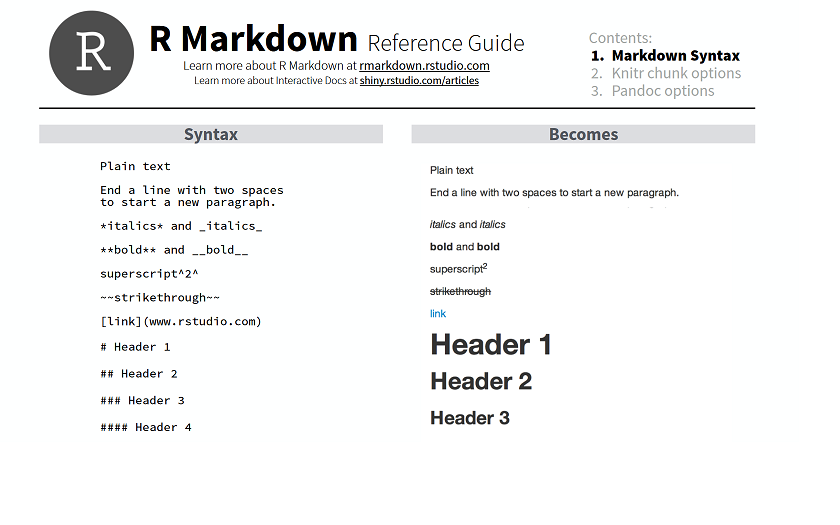 R
R Markdown Reference Guide
Learn more about R Markdown at rmarkdown.rstudio.com
Learn more about Interactive Docs at shiny.rstudio.com/articles
Contents:
1. Markdown Syntax
2. Knitr chunk options
3. Pandoc options
Syntax
Plain text
End a line with two spaces
to start a new paragraph.
*italics* and _italics_
**bold** and __bold__
superscript^2^
~~strikethrough~~
[link](www.rstudio.com)
# Header 1
## Header 2
### Header 3
#### Header 4
Becomes
Plain text
End a line with two spaces to start a new paragraph.
italics and italics
bold and bold
superscript2
strikethrough
link
Header 1
Header 2
Header 3